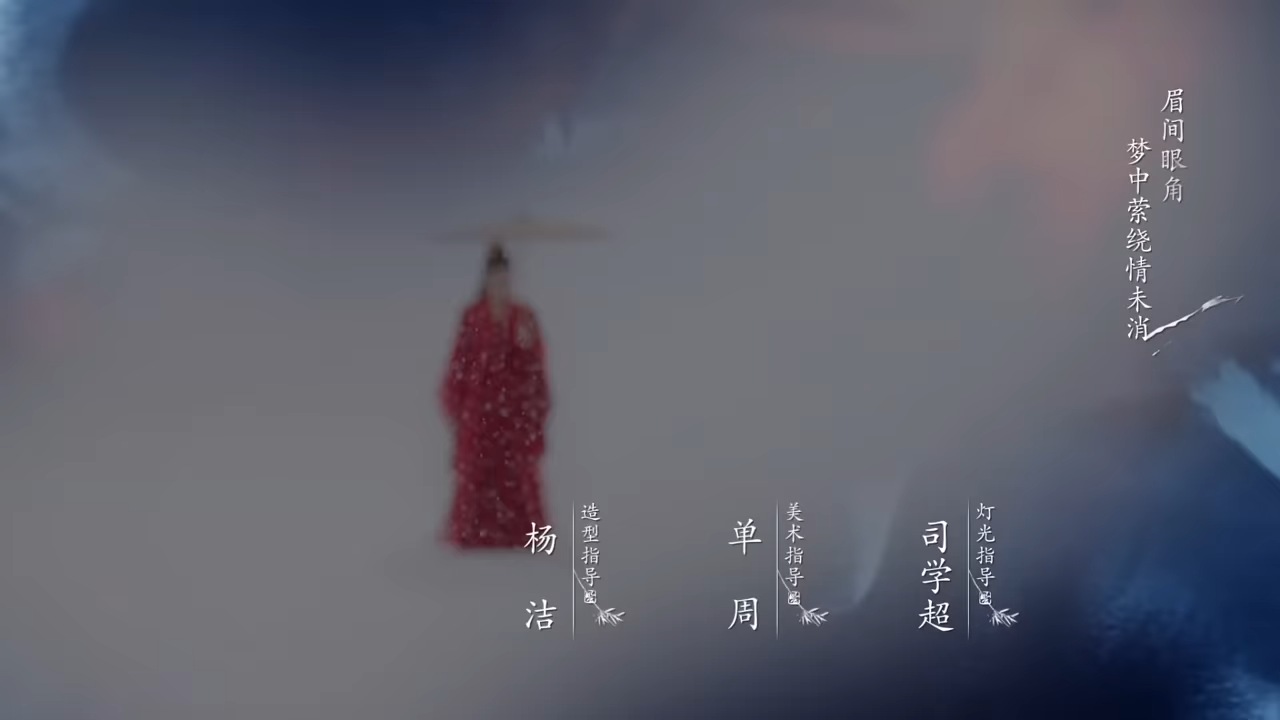 眉间眼角
梦中萦绕情未消
灯光指导
司学超
美术指导
单周
造型指导
杨洁